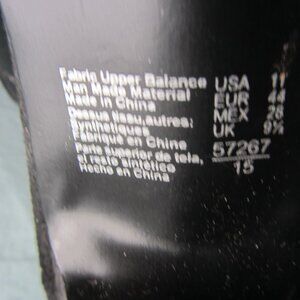 Fabric Upper Balance
Man Made Material
Made in China
Dessus tissu, autres:
Synthetiques
Fabrique en Chine
Parte superior de tela,
el resto sintético
Hecho en China
USA 11
EUR 44
MEX 28
UK 9½
57267
15